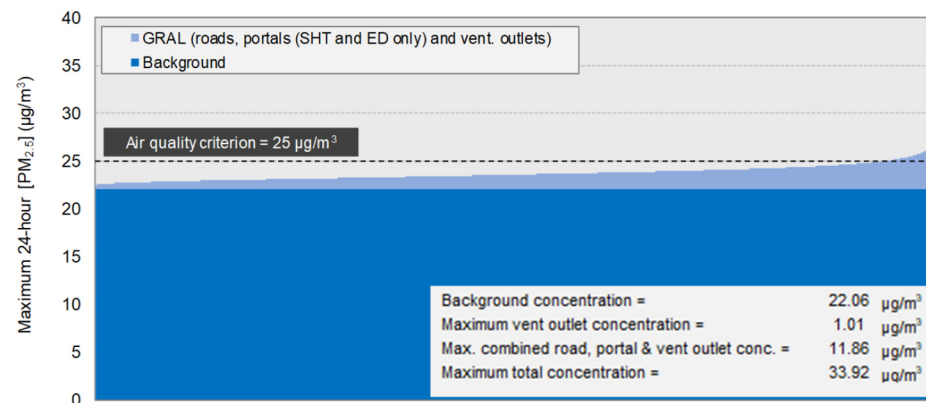 40
GRAL (roads, portals (SHT and ED only) and vent. outlets)
Background
35
30
Air quality criterion = 25 µg/m³
25
20
15
10
5
0
Maximum 24-hour [PM₂.₅] (µg/m³)
Background concentration = 22.06 µg/m³
Maximum vent outlet concentration = 1.01 µg/m³
Max. combined road, portal & vent outlet conc. = 11.86 µg/m³
Maximum total concentration = 33.92 µg/m³